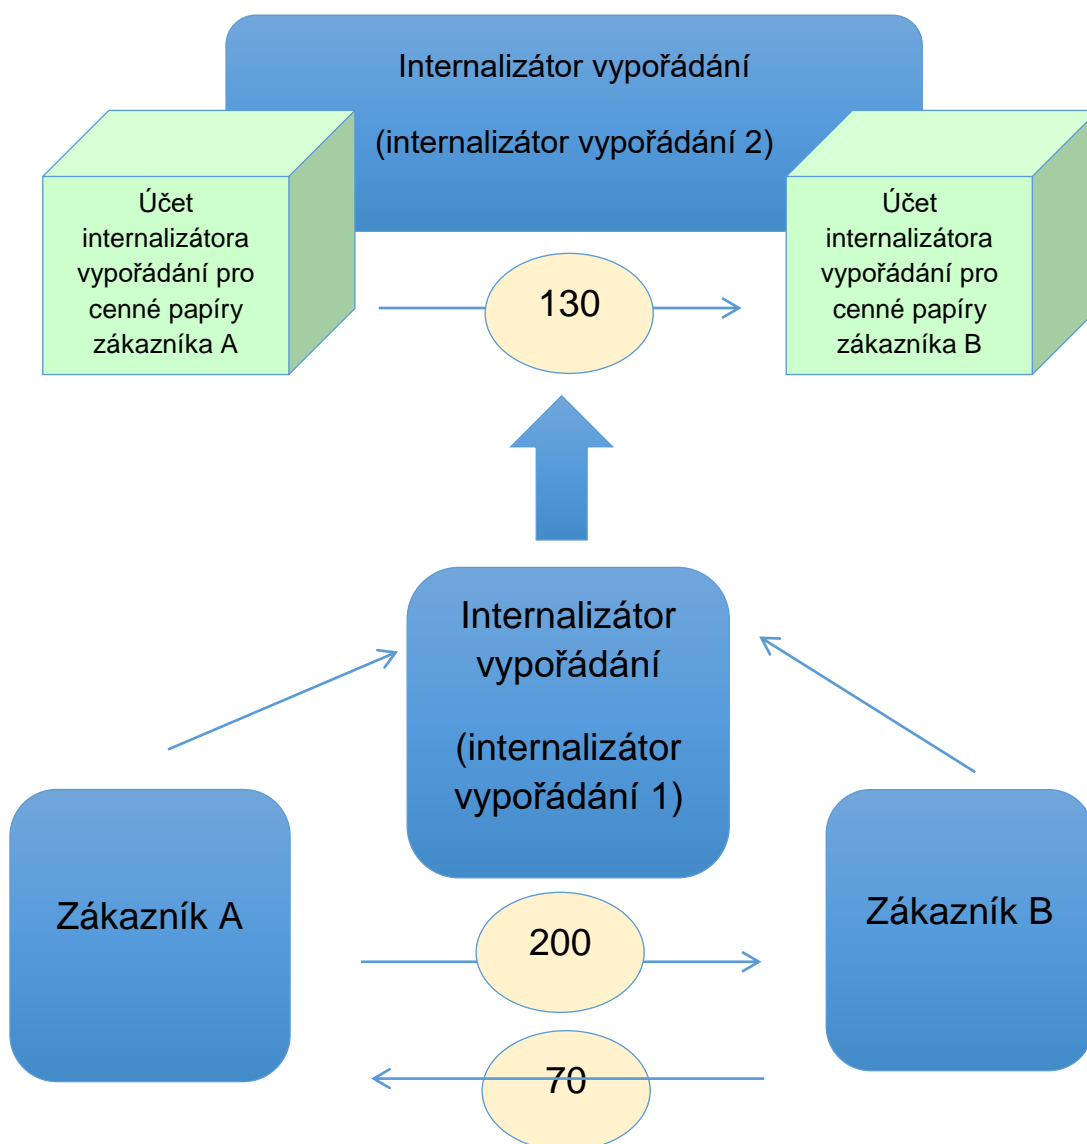 Internalizátor vypořádání
(internalizátor vypořádání 2)
Účet
internalizátora
vypořádání pro
cenné papíry
zákazníka A
Účet
internalizátora
vypořádání pro
cenné papíry
zákazníka B
130
Internalizátor
vypořádání
(internalizátor
vypořádání 1)
Zákazník A
Zákazník B
200
70